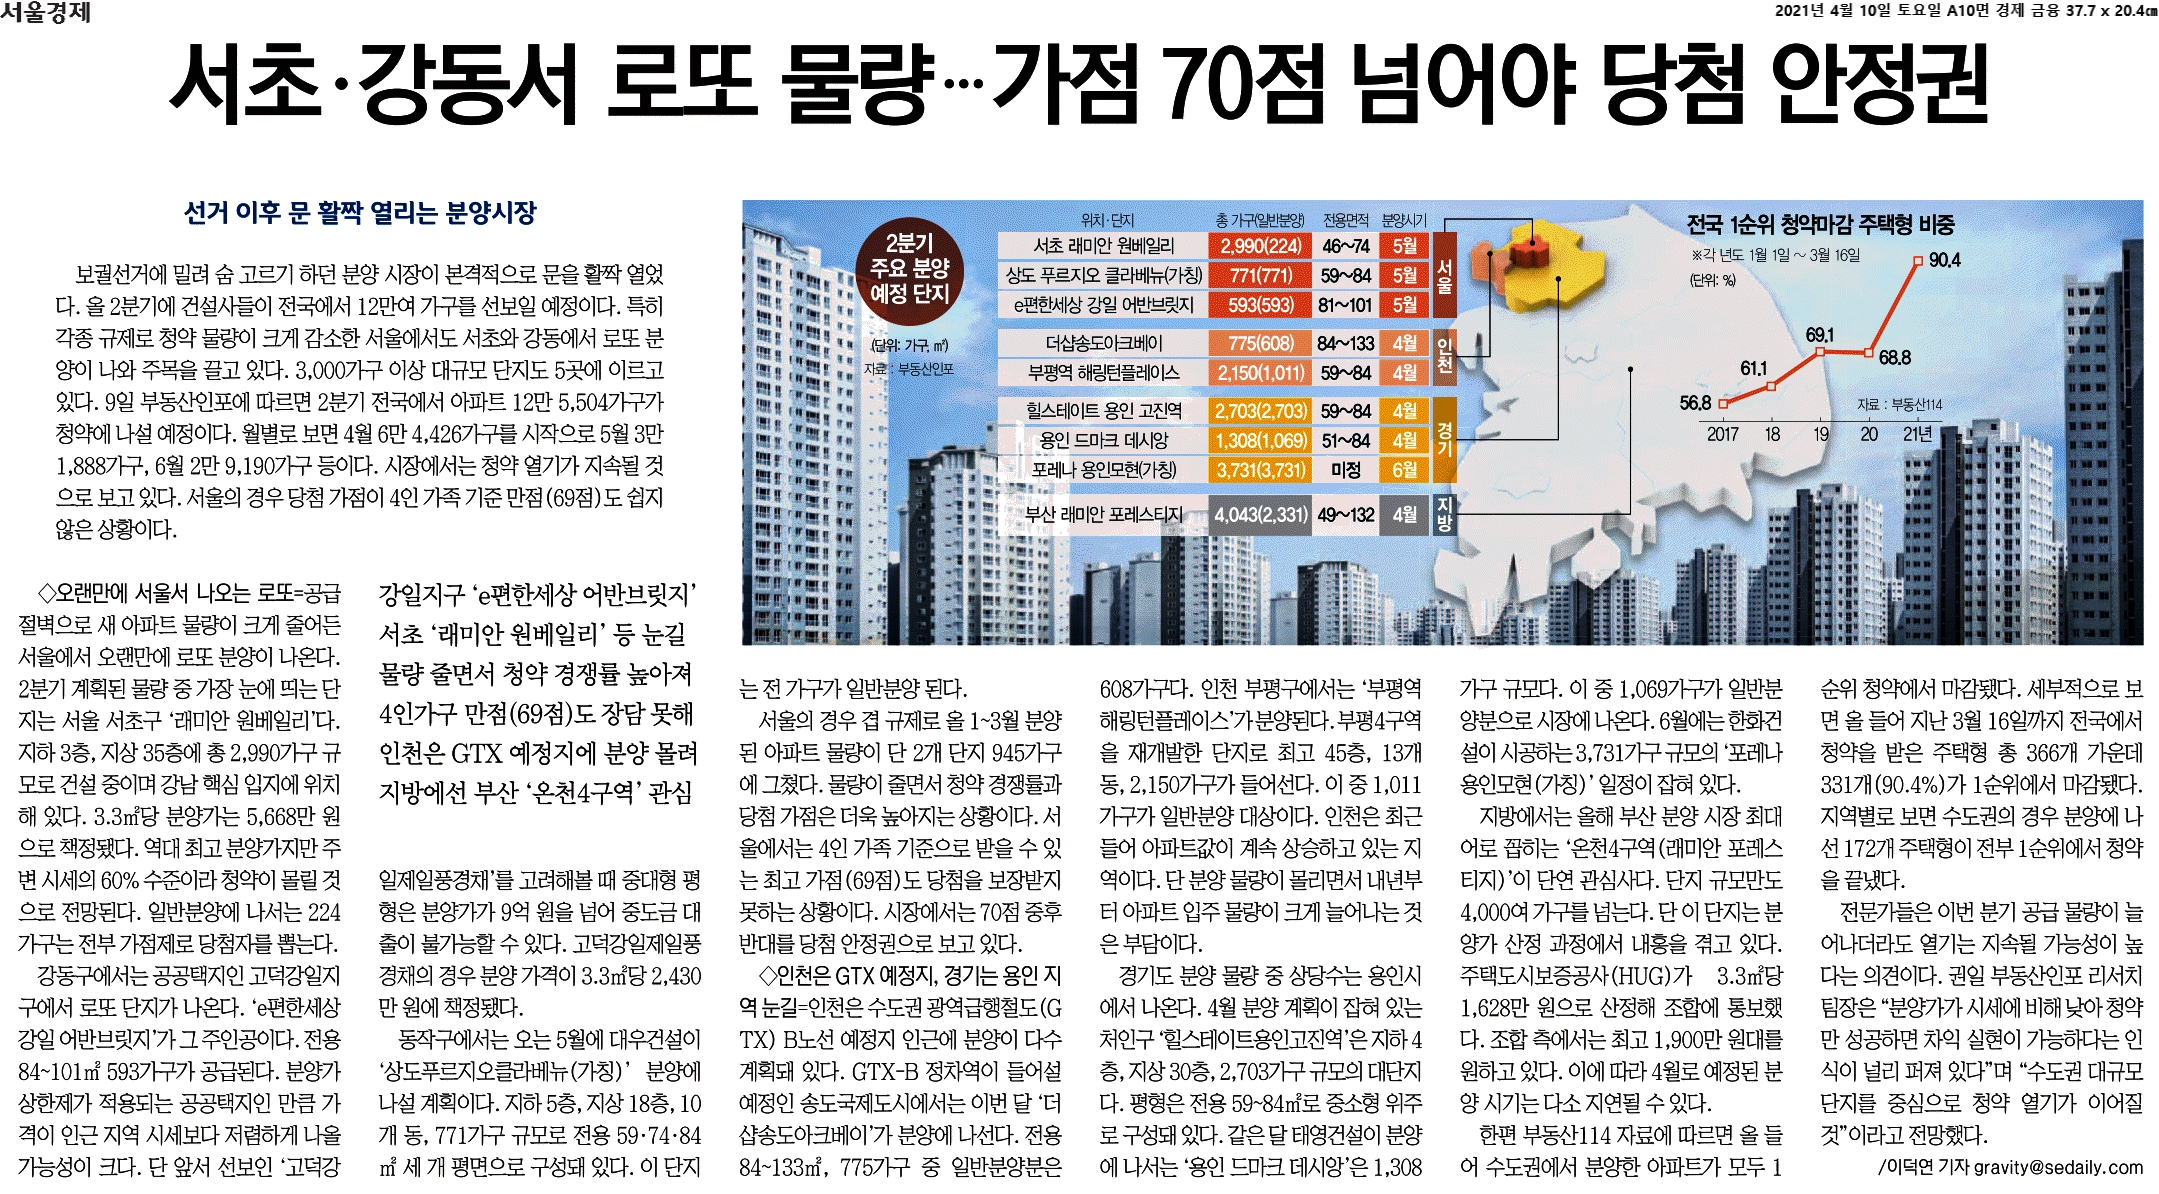 서울경제
2021년 4월 10일 토요일 A10면 경제 금융 37.7 x 20.4㎝
서초·강동서 로또 물량…가점 70점 넘어야 당첨 안정권
선거 이후 문 활짝 열리는 분양시장
보궐선거에 밀려 숨 고르기 하던 분양 시장이 본격적으로 문을 활짝 열었
다. 올 2분기에 건설사들이 전국에서 12만여 가구를 선보일 예정이다. 특히
각종 규제로 청약 물량이 크게 감소한 서울에서도 서초와 강동에서 로또 분
양이 나와 주목을 끌고 있다. 3,000가구 이상 대규모 단지도 5곳에 이르고
있다. 9일 부동산인포에 따르면 2분기 전국에서 아파트 12만 5,504가구가
청약에 나설 예정이다. 월별로 보면 4월 6만 4,426가구를 시작으로 5월 3만
1,888가구, 6월 2만 9,190가구 등이다. 시장에서는 청약 열기가 지속될 것
으로 보고 있다. 서울의 경우 당첨 가점이 4인 가족 기준 만점(69점)도 쉽지
않은 상황이다.
2분기
주요 분양
예정 단지
(단위: 가구, ㎡)
자료 : 부동산인포
위치·단지 총 가구(일반분양) 전용면적 분양시기
서울
서초 래미안 원베일리 2,990(224) 46~74 5월
상도 푸르지오 클라베뉴(가칭) 771(771) 59~84 5월
e편한세상 강일 어반브릿지 593(593) 81~101 5월
인천
더샵송도아크베이 775(608) 84~133 4월
부평역 해링턴플레이스 2,150(1,011) 59~84 4월
경기
힐스테이트 용인 고진역 2,703(2,703) 59~84 4월
용인 드마크 데시앙 1,308(1,069) 51~84 4월
포레나 용인모현(가칭) 3,731(3,731) 미정 6월
지방
부산 래미안 포레스티지 4,043(2,331) 49~132 4월
전국 1순위 청약마감 주택형 비중
※각 년도 1월 1일 ~ 3월 16일
(단위: %)
56.8
61.1
69.1
68.8
90.4
자료 : 부동산114
2017 18 19 20 21년
◇오랜만에 서울서 나오는 로또=공급
절벽으로 새 아파트 물량이 크게 줄어든
서울에서 오랜만에 로또 분양이 나온다.
2분기 계획된 물량 중 가장 눈에 띄는 단
지는 서울 서초구 ‘래미안 원베일리’다.
지하 3층, 지상 35층에 총 2,990가구 규
모로 건설 중이며 강남 핵심 입지에 위치
해 있다. 3.3㎡당 분양가는 5,668만 원
으로 책정됐다. 역대 최고 분양가지만 주
변 시세의 60% 수준이라 청약이 몰릴 것
으로 전망된다. 일반분양에 나서는 224
가구는 전부 가점제로 당첨자를 뽑는다.
강동구에서는 공공택지인 고덕강일지
구에서 로또 단지가 나온다. ‘e편한세상
강일 어반브릿지’가 그 주인공이다. 전용
84~101㎡ 593가구가 공급된다. 분양가
상한제가 적용되는 공공택지인 만큼 가
격이 인근 지역 시세보다 저렴하게 나올
가능성이 크다. 단 앞서 선보인 ‘고덕강
강일지구 ‘e편한세상 어반브릿지’
서초 ‘래미안 원베일리’ 등 눈길
물량 줄면서 청약 경쟁률 높아져
4인가구 만점(69점)도 장담 못해
인천은 GTX 예정지에 분양 몰려
지방에선 부산 ‘온천4구역’ 관심
일제일풍경채’를 고려해볼 때 중대형 평
형은 분양가가 9억 원을 넘어 중도금 대
출이 불가능할 수 있다. 고덕강일제일풍
경채의 경우 분양 가격이 3.3㎡당 2,430
만 원에 책정됐다.
동작구에서는 오는 5월에 대우건설이
‘상도푸르지오클라베뉴(가칭)’ 분양에
나설 계획이다. 지하 5층, 지상 18층, 10
개 동, 771가구 규모로 전용 59·74·84
㎡ 세 개 평면으로 구성돼 있다. 이 단지
는 전 가구가 일반분양 된다.
서울의 경우 겹 규제로 올 1~3월 분양
된 아파트 물량이 단 2개 단지 945가구
에 그쳤다. 물량이 줄면서 청약 경쟁률과
당첨 가점은 더욱 높아지는 상황이다. 서
울에서는 4인 가족 기준으로 받을 수 있
는 최고 가점(69점)도 당첨을 보장받지
못하는 상황이다. 시장에서는 70점 중후
반대를 당첨 안정권으로 보고 있다.
◇인천은 GTX 예정지, 경기는 용인 지
역 눈길=인천은 수도권 광역급행철도(G
TX) B노선 예정지 인근에 분양이 다수
계획돼 있다. GTX-B 정차역이 들어설
예정인 송도국제도시에서는 이번 달 ‘더
샵송도아크베이’가 분양에 나선다. 전용
84~133㎡, 775가구 중 일반분양분은
608가구다. 인천 부평구에서는 ‘부평역
해링턴플레이스’가 분양된다. 부평4구역
을 재개발한 단지로 최고 45층, 13개
동, 2,150가구가 들어선다. 이 중 1,011
가구가 일반분양 대상이다. 인천은 최근
들어 아파트값이 계속 상승하고 있는 지
역이다. 단 분양 물량이 몰리면서 내년부
터 아파트 입주 물량이 크게 늘어나는 것
은 부담이다.
경기도 분양 물량 중 상당수는 용인시
에서 나온다. 4월 분양 계획이 잡혀 있는
처인구 ‘힐스테이트용인고진역’은 지하 4
층, 지상 30층, 2,703가구 규모의 대단지
다. 평형은 전용 59~84㎡로 중소형 위주
로 구성돼 있다. 같은 달 태영건설이 분양
에 나서는 ‘용인 드마크 데시앙’은 1,308
가구 규모다. 이 중 1,069가구가 일반분
양분으로 시장에 나온다. 6월에는 한화건
설이 시공하는 3,731가구 규모의 ‘포레나
용인모현(가칭)’ 일정이 잡혀 있다.
지방에서는 올해 부산 분양 시장 최대
어로 꼽히는 ‘온천4구역(래미안 포레스
티지)’이 단연 관심사다. 단지 규모만도
4,000여 가구를 넘는다. 단 이 단지는 분
양가 산정 과정에서 내홍을 겪고 있다.
주택도시보증공사(HUG)가 3.3㎡당
1,628만 원으로 산정해 조합에 통보했
다. 조합 측에서는 최고 1,900만 원대를
원하고 있다. 이에 따라 4월로 예정된 분
양 시기는 다소 지연될 수 있다.
한편 부동산114 자료에 따르면 올 들
어 수도권에서 분양한 아파트가 모두 1
순위 청약에서 마감됐다. 세부적으로 보
면 올 들어 지난 3월 16일까지 전국에서
청약을 받은 주택형 총 366개 가운데
331개(90.4%)가 1순위에서 마감됐다.
지역별로 보면 수도권의 경우 분양에 나
선 172개 주택형이 전부 1순위에서 청약
을 끝냈다.
전문가들은 이번 분기 공급 물량이 늘
어나더라도 열기는 지속될 가능성이 높
다는 의견이다. 권일 부동산인포 리서치
팀장은 “분양가가 시세에 비해 낮아 청약
만 성공하면 차익 실현이 가능하다는 인
식이 널리 퍼져 있다”며 “수도권 대규모
단지를 중심으로 청약 열기가 이어질
것”이라고 전망했다.
/이덕연 기자 gravity@sedaily.com